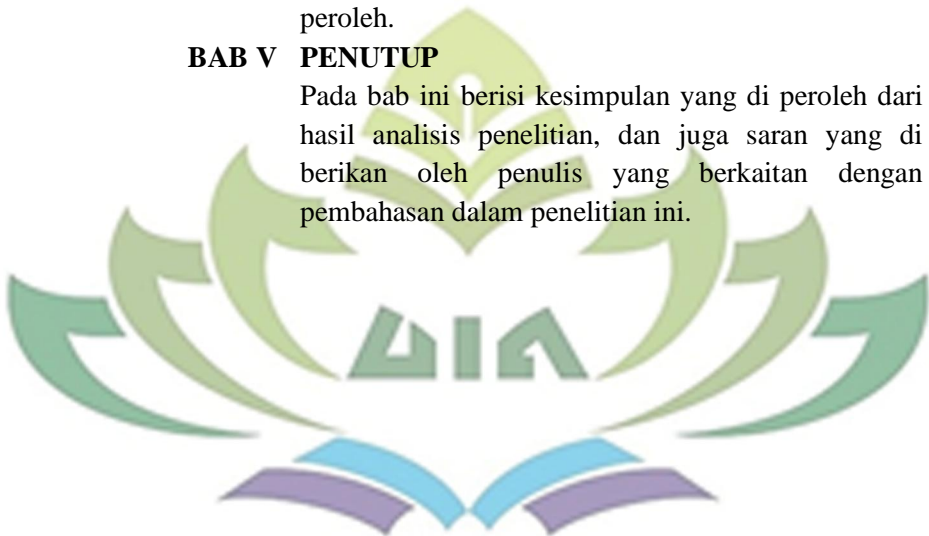 peroleh.
BAB V PENUTUP
Pada bab ini berisi kesimpulan yang di peroleh dari
hasil analisis penelitian, dan juga saran yang di
berikan oleh penulis yang berkaitan dengan
pembahasan dalam penelitian ini.
UIN